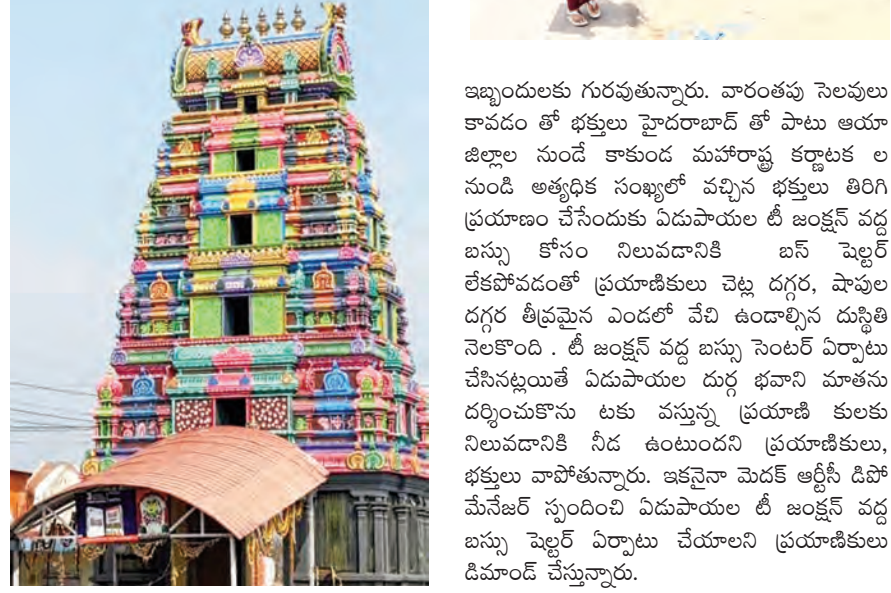 ఇబ్బందులకు గురవుతున్నారు. వారంతపు సెలవులు
కావడం తో భక్తులు హైదరాబాద్ తో పాటు ఆయా
జిల్లాల నుండే కాకుండ మహారాష్ట్ర కర్ణాటక ల
నుండి అత్యధిక సంఖ్యలో వచ్చిన భక్తులు తిరిగి
ప్రయాణం చేసేందుకు ఏడుపాయల టీ జంక్షన్ వద్ద
బస్సు కోసం నిలువడానికి బస్ షెల్టర్
లేకపోవడంతో ప్రయాణికులు చెట్ల దగ్గర, షాపుల
దగ్గర తీవ్రమైన ఎండలో వేచి ఉండాల్సిన దుస్థితి
నెలకొంది . టీ జంక్షన్ వద్ద బస్సు సెంటర్ ఏర్పాటు
చేసినట్లయితే ఏడుపాయల దుర్గ భవాని మాతను
దర్శించుకొను టకు వస్తున్న ప్రయాణి కులకు
నిలువడానికి నీడ ఉంటుందని ప్రయాణికులు,
భక్తులు వాపోతున్నారు. ఇకనైనా మెదక్ ఆర్టీసీ డిపో
మేనేజర్ స్పందించి ఏడుపాయల టీ జంక్షన్ వద్ద
బస్సు షెల్టర్ ఏర్పాటు చేయాలని ప్రయాణికులు
డిమాండ్ చేస్తున్నారు.